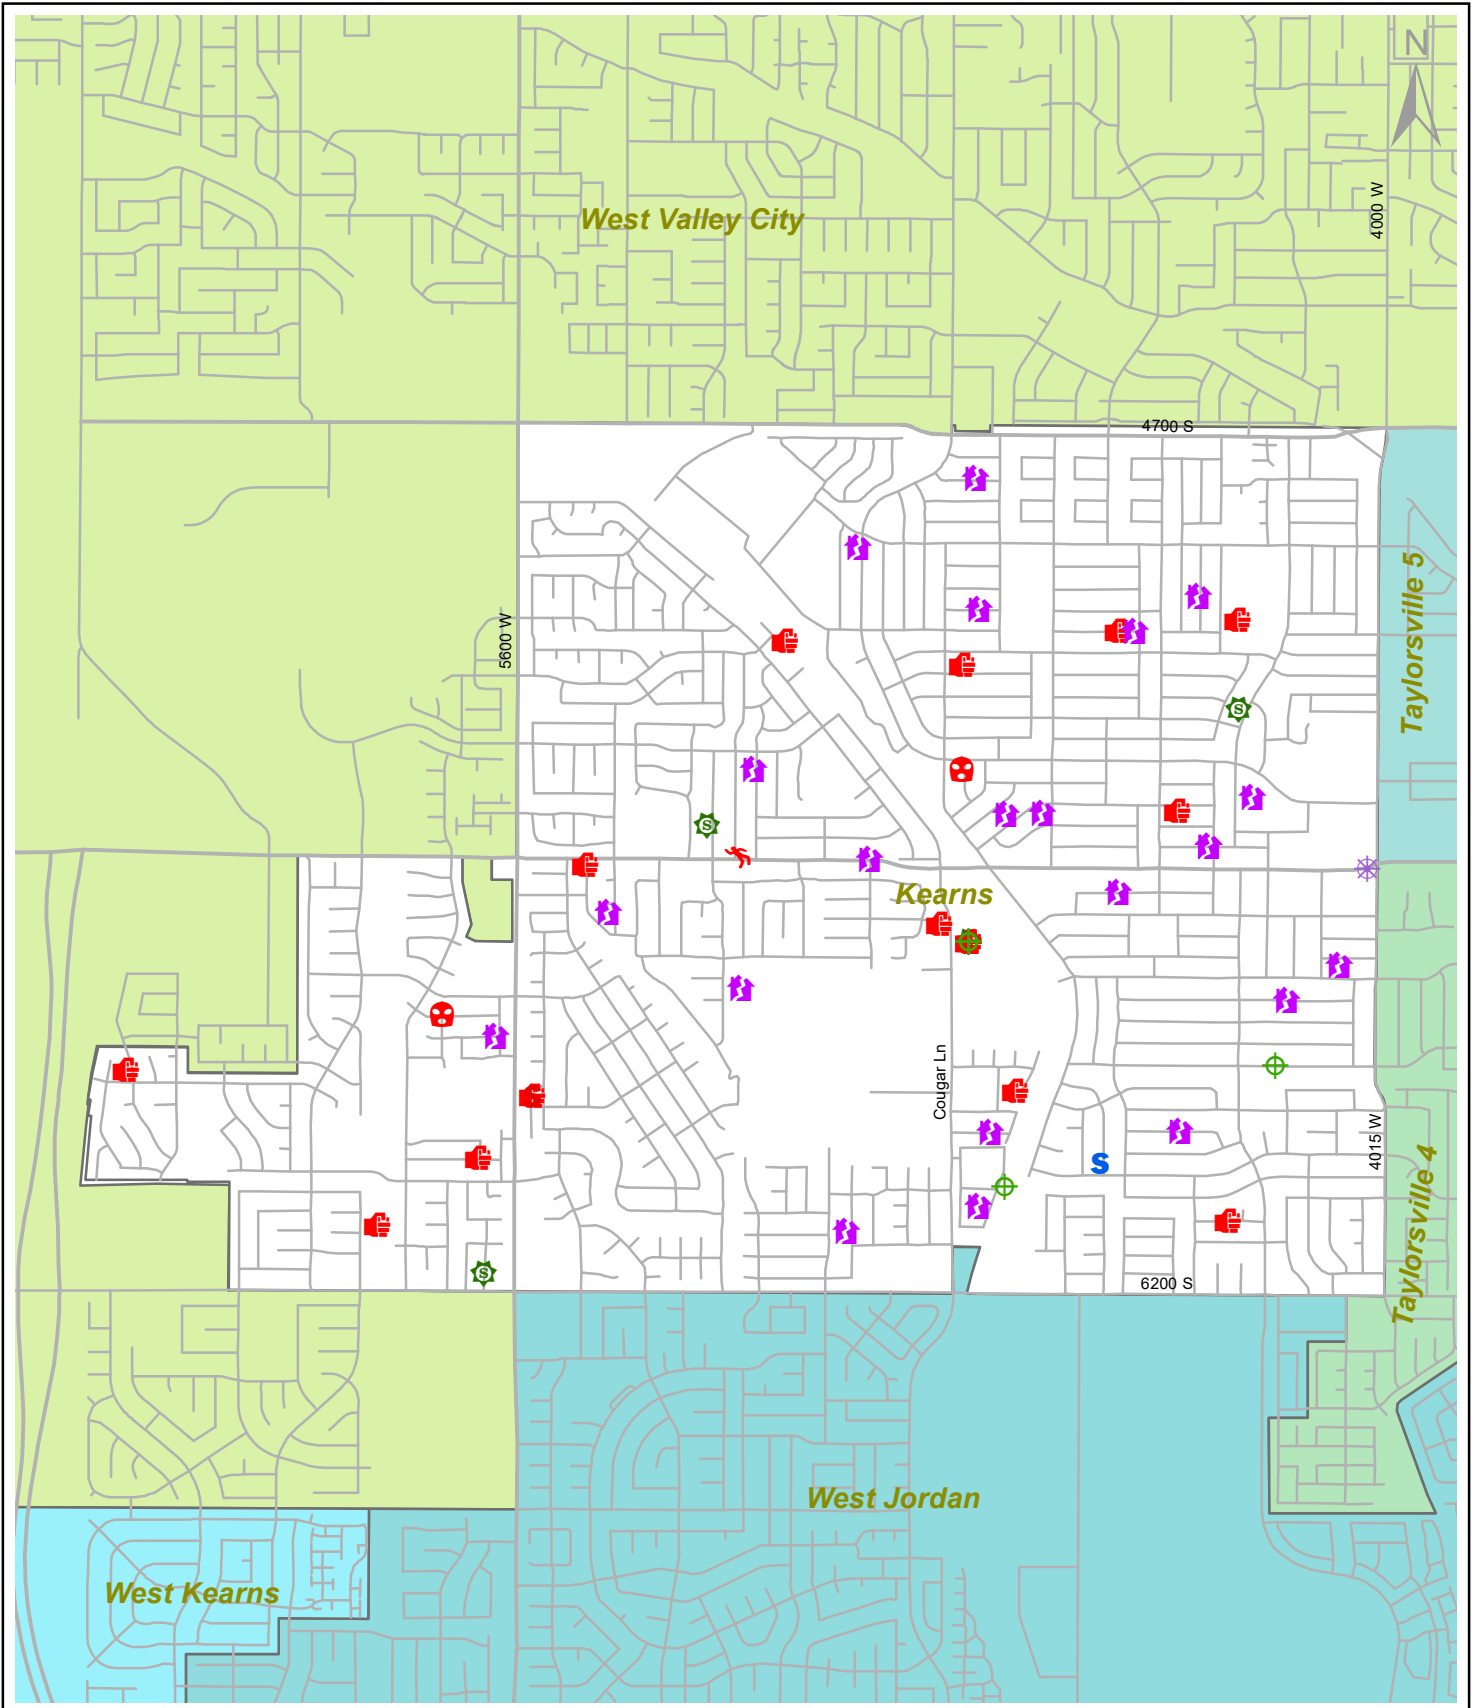 N
4000 W
West Valley City
4700 S
Taylorsville 5
5600 W
S
S
Kearns
Cougar Ln
4015 W
S
Taylorsville 4
S
6200 S
West Jordan
West Kearns